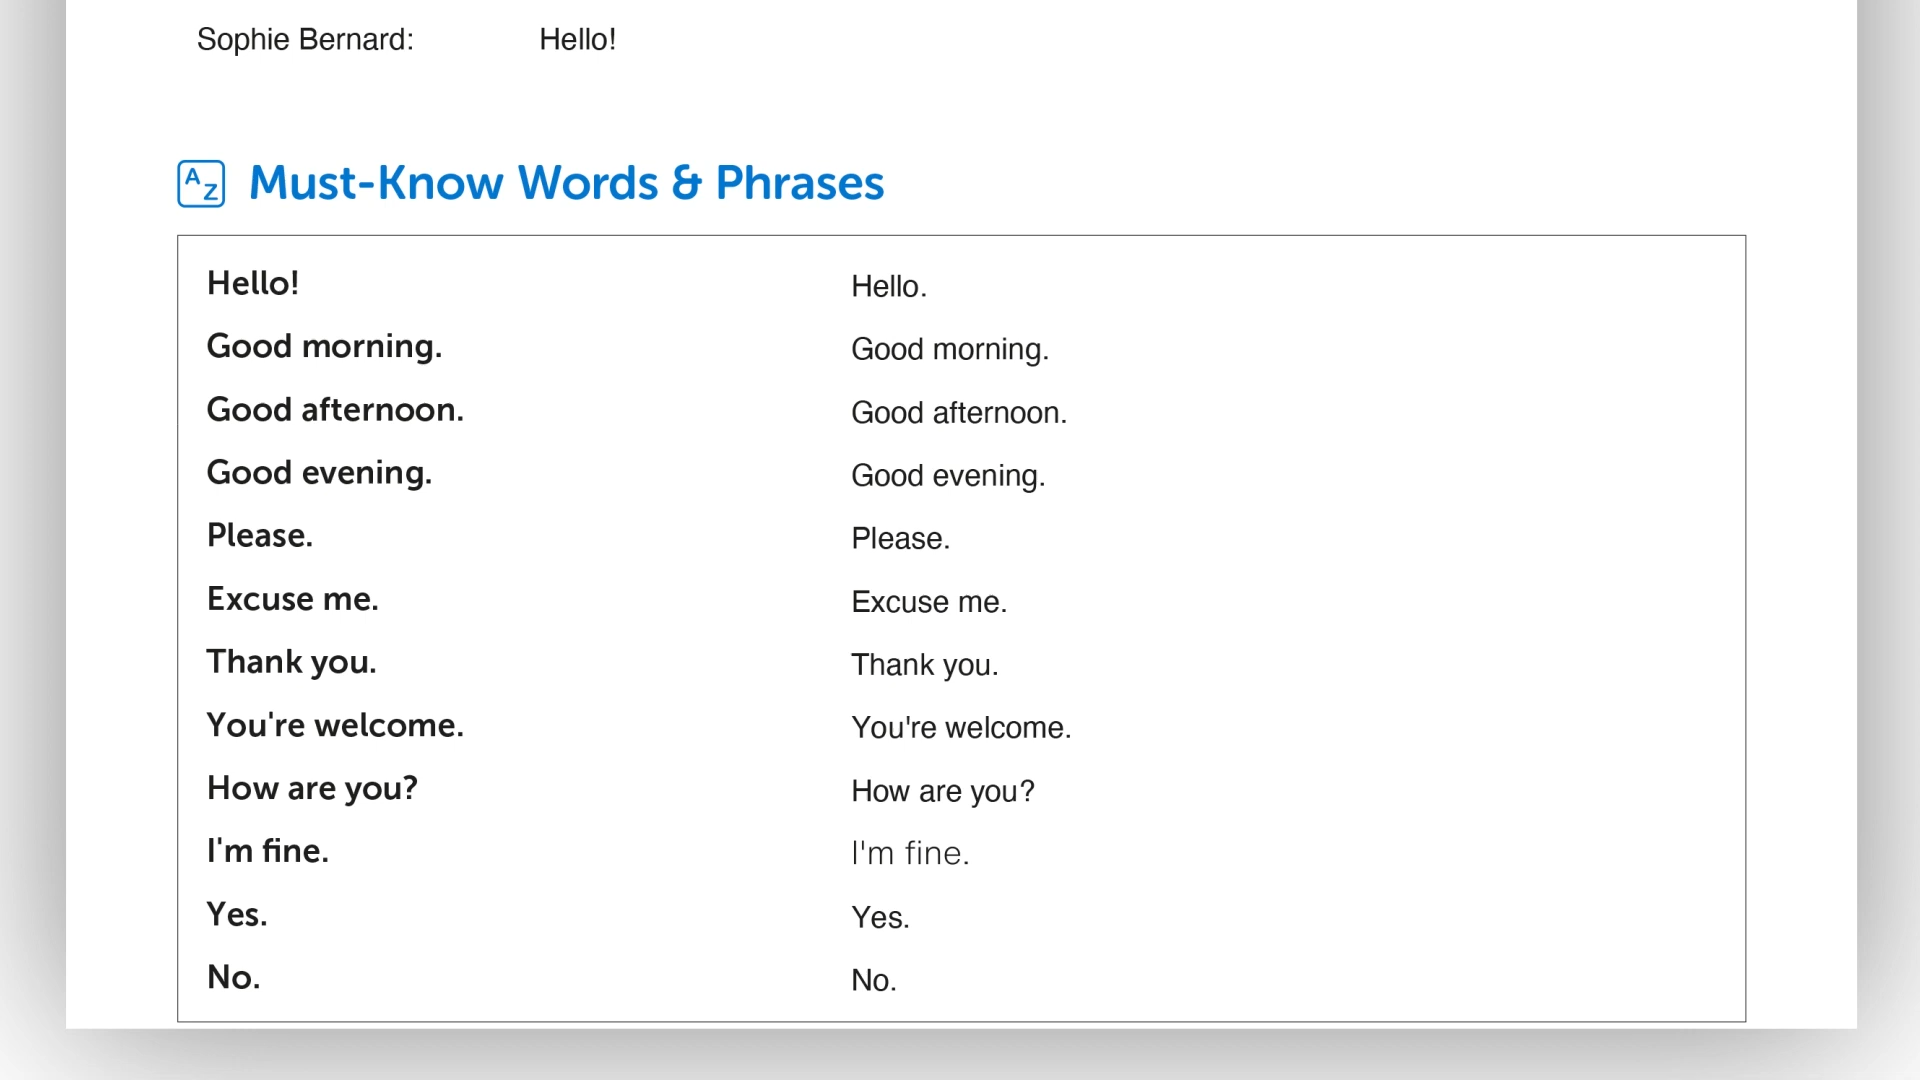 Sophie Bernard: Hello!
A Z Must-Know Words & Phrases
Hello! Hello.
Good morning. Good morning.
Good afternoon. Good afternoon.
Good evening. Good evening.
Please. Please.
Excuse me. Excuse me.
Thank you. Thank you.
You're welcome. You're welcome.
How are you? How are you?
I'm fine. I'm fine.
Yes. Yes.
No. No.